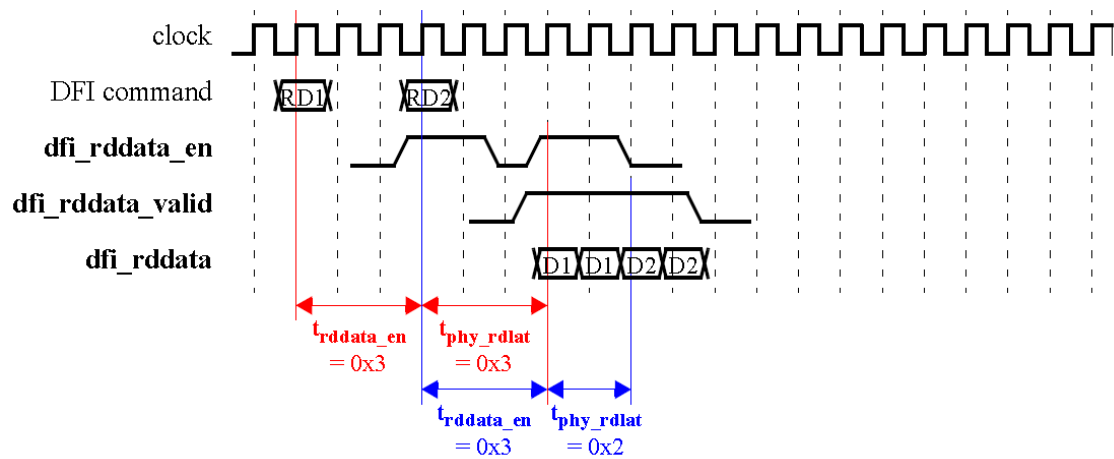 clock
DFI command
RD1
RD2
dfi_rddata_en
dfi_rddata_valid
dfi_rddata
D1
D1
D2
D2
trddata_en
= 0x3
tphy_rdlat
= 0x3
trddata_en
= 0x3
tphy_rdlat
= 0x2